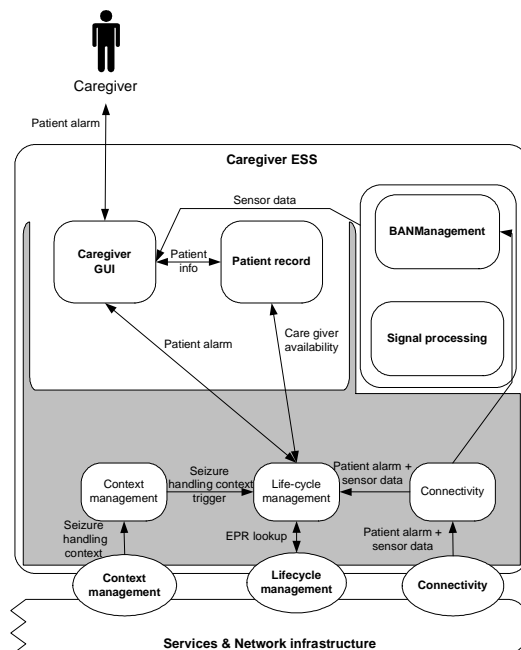 Caregiver
Patient alarm
Caregiver ESS
Sensor data
BANManagement
Caregiver
GUI
Patient
info
Patient record
Signal processing
Patient alarm
Care giver
availability
Context
management
Seizure
handling context
trigger
Life-cycle
management
Patient alarm +
sensor data
Connectivity
Seizure
handling
context
EPR lookup
Patient alarm +
sensor data
Context
management
Lifecycle
management
Connectivity
Services & Network infrastructure